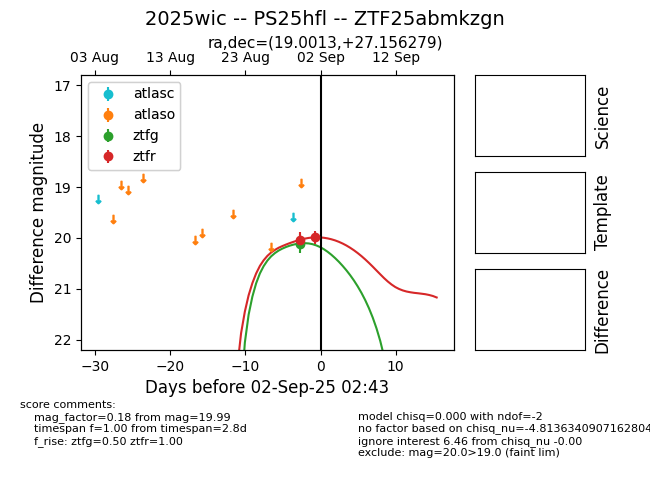 2025wic -- PS25hfl -- ZTF25abmkzgn
ra,dec=(19.0013,+27.156279)
03 Aug 13 Aug 23 Aug 02 Sep 12 Sep
atlasc
atlaso
ztfg
ztfr
17
18
19
20
21
22
Difference magnitude
−30 −20 −10 0 10
Days before 02-Sep-25 02:43
Science
Template
Difference
score comments:
mag_factor=0.18 from mag=19.99
timespan f=1.00 from timespan=2.8d
f_rise: ztfg=0.50 ztfr=1.00
model chisq=0.000 with ndof=-2
no factor based on chisq_nu=-4.8136340907162804
ignore interest 6.46 from chisq_nu -0.00
exclude: mag=20.0>19.0 (faint lim)